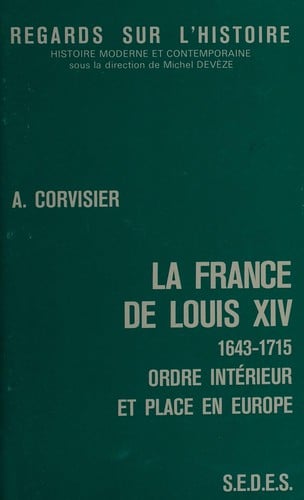 REGARDS SUR L'HISTOIRE
HISTOIRE MODERNE ET CONTEMPORAINE
sous la direction de Michel DEVÈZE
A. CORVISIER
LA FRANCE
DE LOUIS XIV
1643-1715
ORDRE INTÉRIEUR
ET PLACE EN EUROPE
S.E.D.E.S.